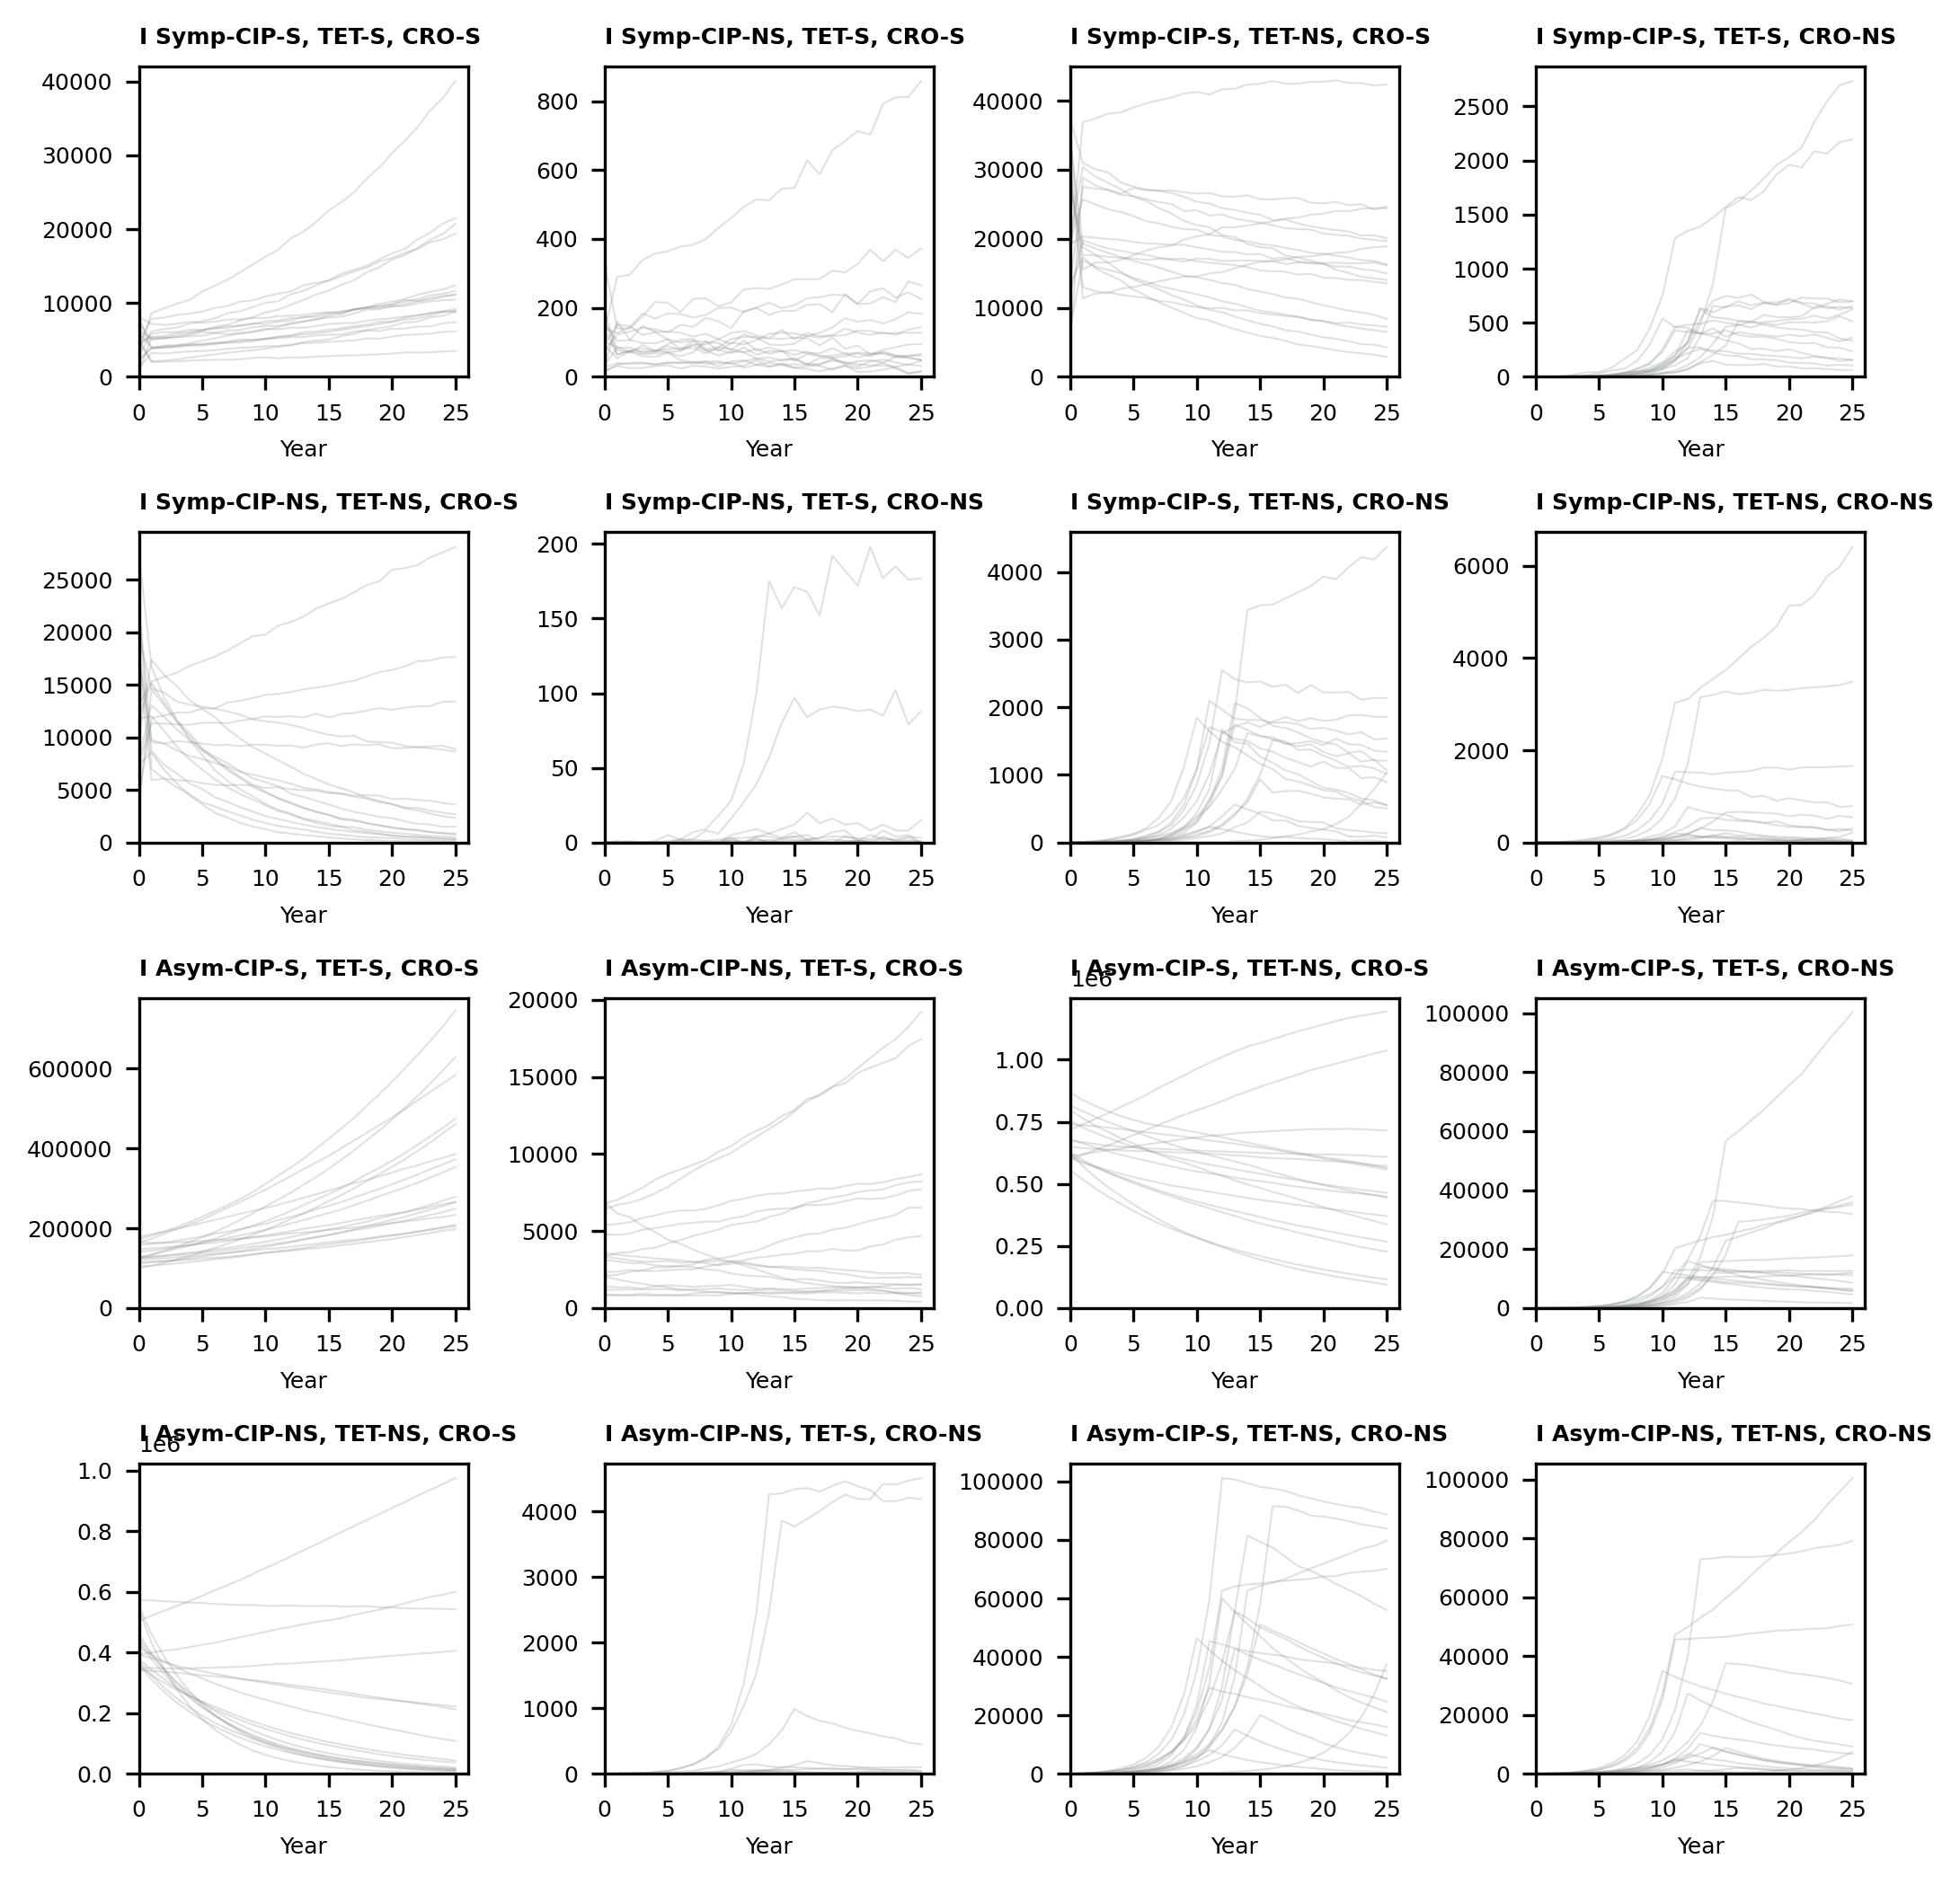 I Symp-CIP-S, TET-S, CRO-S
40000
30000
20000
10000
0
0 5 10 15 20 25
Year
I Symp-CIP-NS, TET-S, CRO-S
800
600
400
200
0
0 5 10 15 20 25
Year
I Symp-CIP-S, TET-NS, CRO-S
40000
30000
20000
10000
0
0 5 10 15 20 25
Year
I Symp-CIP-S, TET-S, CRO-NS
2500
2000
1500
1000
500
0
0 5 10 15 20 25
Year
I Symp-CIP-NS, TET-NS, CRO-S
25000
20000
15000
10000
5000
0
0 5 10 15 20 25
Year
I Symp-CIP-NS, TET-S, CRO-NS
200
150
100
50
0
0 5 10 15 20 25
Year
I Symp-CIP-S, TET-NS, CRO-NS
4000
3000
2000
1000
0
0 5 10 15 20 25
Year
I Symp-CIP-NS, TET-NS, CRO-NS
6000
4000
2000
0
0 5 10 15 20 25
Year
I Asym-CIP-S, TET-S, CRO-S
600000
400000
200000
0
0 5 10 15 20 25
Year
I Asym-CIP-NS, TET-S, CRO-S
20000
15000
10000
5000
0
0 5 10 15 20 25
Year
I Asym-CIP-S, TET-NS, CRO-S
1e6
1.00
0.75
0.50
0.25
0.00
0 5 10 15 20 25
Year
I Asym-CIP-S, TET-S, CRO-NS
100000
80000
60000
40000
20000
0
0 5 10 15 20 25
Year
I Asym-CIP-NS, TET-NS, CRO-S
1e6
1.0
0.8
0.6
0.4
0.2
0.0
0 5 10 15 20 25
Year
I Asym-CIP-NS, TET-S, CRO-NS
4000
3000
2000
1000
0
0 5 10 15 20 25
Year
I Asym-CIP-S, TET-NS, CRO-NS
100000
80000
60000
40000
20000
0
0 5 10 15 20 25
Year
I Asym-CIP-NS, TET-NS, CRO-NS
100000
80000
60000
40000
20000
0
0 5 10 15 20 25
Year